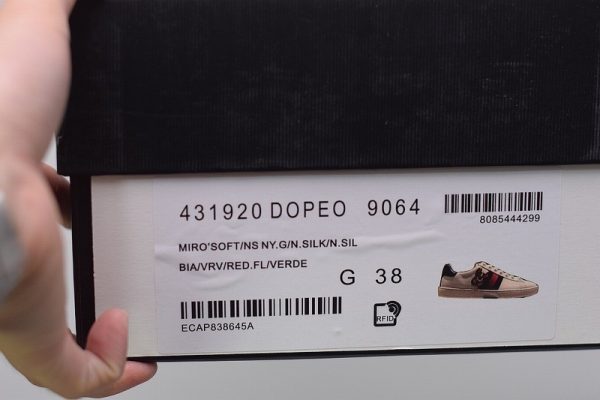 431920 DOPEO 9064
8085444299
MIRO'SOFT/NS NY.G/N.SILK/N.SIL
BIA/VRV/RED.FL/VERDE
G 38
ECAP838645A
RFID